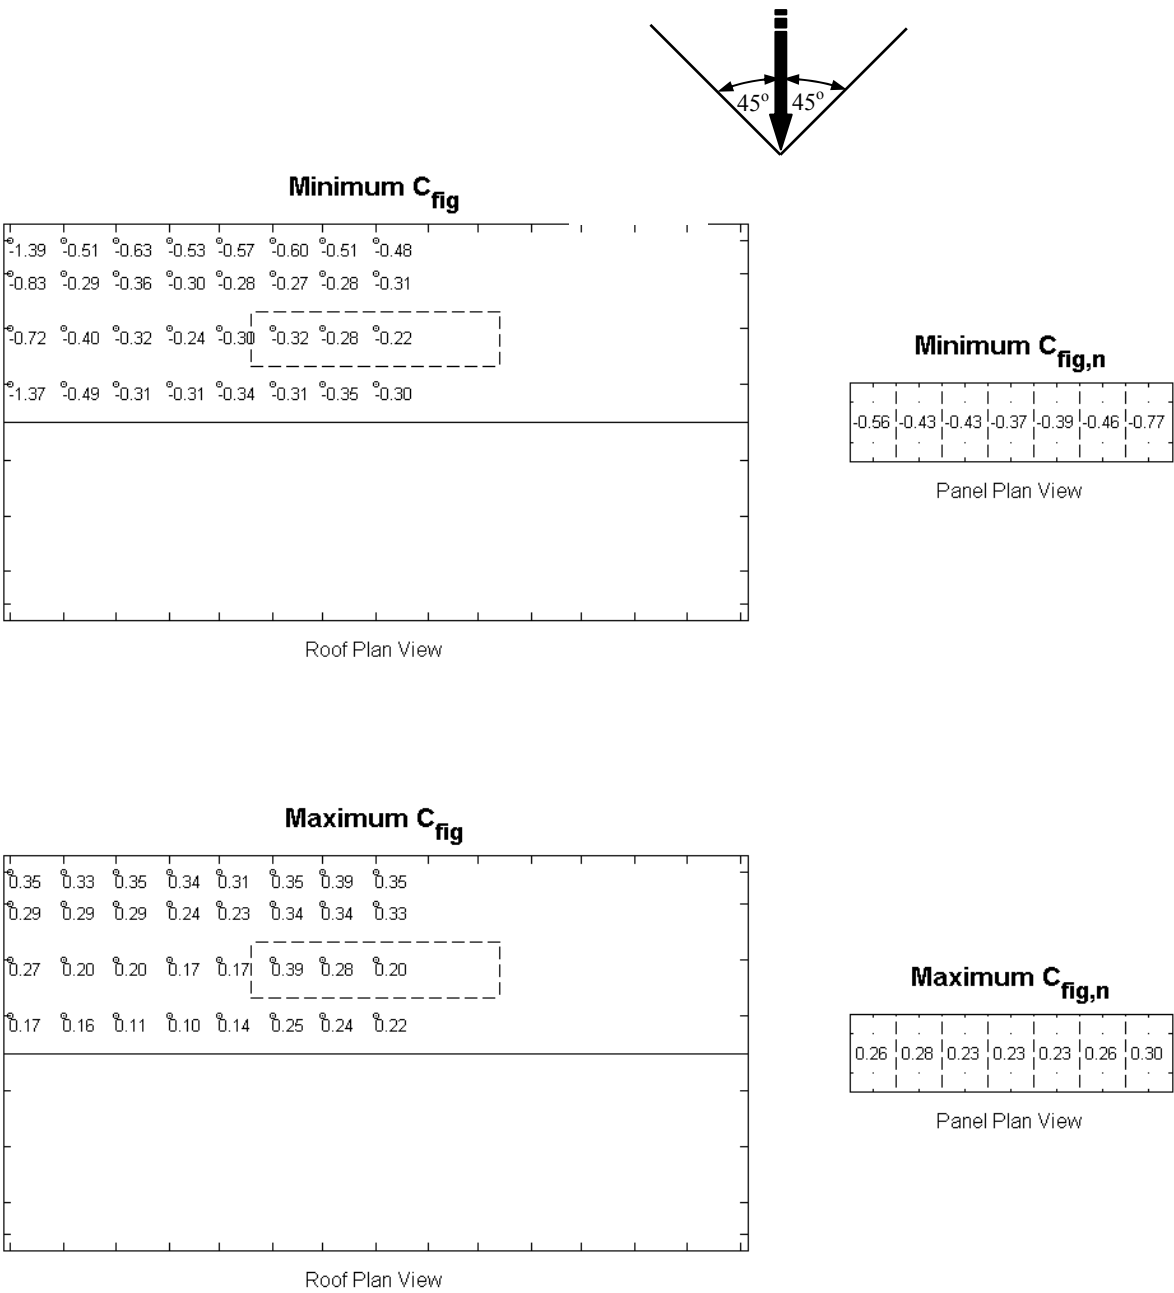 45° 45°
Minimum C_fig
-1.39 -0.51 -0.63 -0.53 -0.57 -0.60 -0.51 -0.48
-0.83 -0.29 -0.36 -0.30 -0.28 -0.27 -0.28 -0.31
-0.72 -0.40 -0.32 -0.24 -0.30 -0.32 -0.28 -0.22
-1.37 -0.49 -0.31 -0.31 -0.34 -0.31 -0.35 -0.30
Roof Plan View
Minimum C_fig,n
-0.56 -0.43 -0.43 -0.37 -0.39 -0.46 -0.77
Panel Plan View
Maximum C_fig
0.35 0.33 0.35 0.34 0.31 0.35 0.39 0.35
0.29 0.29 0.29 0.24 0.23 0.34 0.34 0.33
0.27 0.20 0.20 0.17 0.17 0.39 0.28 0.20
0.17 0.16 0.11 0.10 0.14 0.25 0.24 0.22
Roof Plan View
Maximum C_fig,n
0.26 0.28 0.23 0.23 0.23 0.26 0.30
Panel Plan View